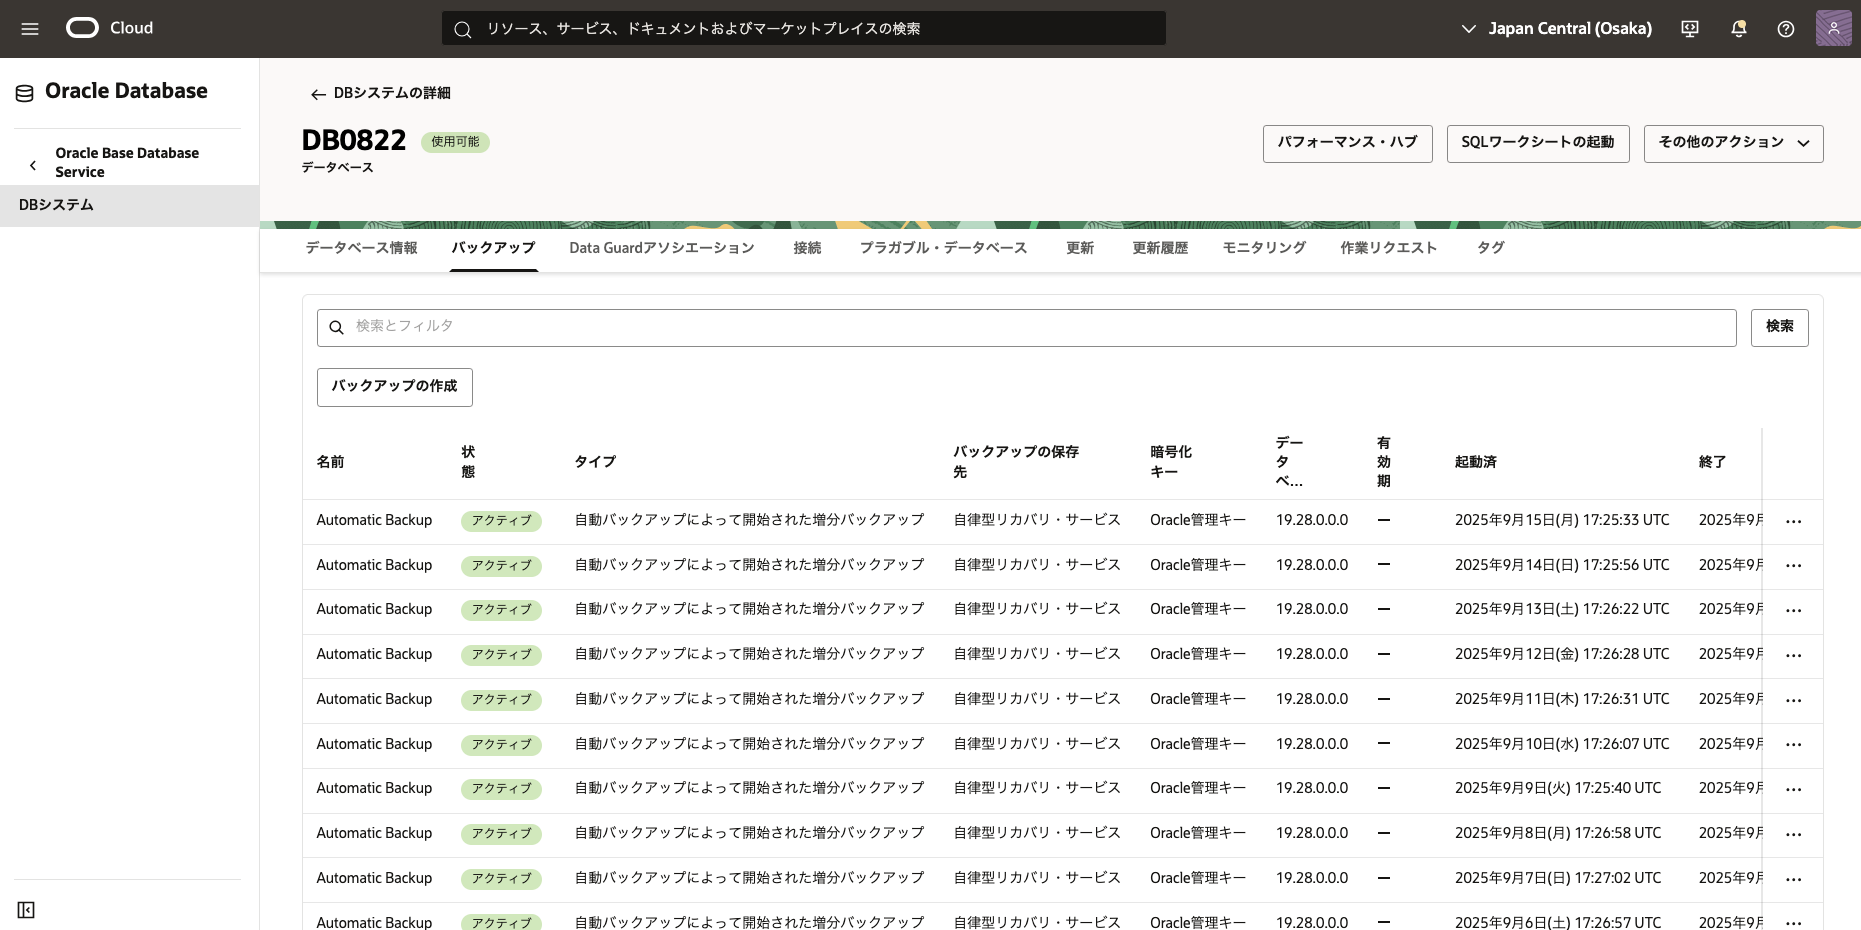 Cloud
リソース、サービス、ドキュメントおよびマーケットプレイスの検索
Japan Central (Osaka)
Oracle Database
Oracle Base Database
Service
DBシステム
DBシステムの詳細
DB0822 使用可能
データベース
パフォーマンス・ハブ SQLワークシートの起動 その他のアクション
データベース情報 バックアップ Data Guardアソシエーション 接続 プラガブル・データベース 更新 更新履歴 モニタリング 作業リクエスト タグ
検索とフィルタ 検索
バックアップの作成
名前 状態 タイプ バックアップの保存先 暗号化キー データベ... 有効期 起動済 終了
Automatic Backup アクティブ 自動バックアップによって開始された増分バックアップ 自律型リカバリ・サービス Oracle管理キー 19.28.0.0.0 — 2025年9月15日(月) 17:25:33 UTC 2025年9月 ...
Automatic Backup アクティブ 自動バックアップによって開始された増分バックアップ 自律型リカバリ・サービス Oracle管理キー 19.28.0.0.0 — 2025年9月14日(日) 17:25:56 UTC 2025年9月 ...
Automatic Backup アクティブ 自動バックアップによって開始された増分バックアップ 自律型リカバリ・サービス Oracle管理キー 19.28.0.0.0 — 2025年9月13日(土) 17:26:22 UTC 2025年9月 ...
Automatic Backup アクティブ 自動バックアップによって開始された増分バックアップ 自律型リカバリ・サービス Oracle管理キー 19.28.0.0.0 — 2025年9月12日(金) 17:26:28 UTC 2025年9月 ...
Automatic Backup アクティブ 自動バックアップによって開始された増分バックアップ 自律型リカバリ・サービス Oracle管理キー 19.28.0.0.0 — 2025年9月11日(木) 17:26:31 UTC 2025年9月 ...
Automatic Backup アクティブ 自動バックアップによって開始された増分バックアップ 自律型リカバリ・サービス Oracle管理キー 19.28.0.0.0 — 2025年9月10日(水) 17:26:07 UTC 2025年9月 ...
Automatic Backup アクティブ 自動バックアップによって開始された増分バックアップ 自律型リカバリ・サービス Oracle管理キー 19.28.0.0.0 — 2025年9月9日(火) 17:25:40 UTC 2025年9月 ...
Automatic Backup アクティブ 自動バックアップによって開始された増分バックアップ 自律型リカバリ・サービス Oracle管理キー 19.28.0.0.0 — 2025年9月8日(月) 17:26:58 UTC 2025年9月 ...
Automatic Backup アクティブ 自動バックアップによって開始された増分バックアップ 自律型リカバリ・サービス Oracle管理キー 19.28.0.0.0 — 2025年9月7日(日) 17:27:02 UTC 2025年9月 ...
Automatic Backup アクティブ 自動バックアップによって開始された増分バックアップ 自律型リカバリ・サービス Oracle管理キー 19.28.0.0.0 — 2025年9月6日(土) 17:26:57 UTC 2025年9月 ...